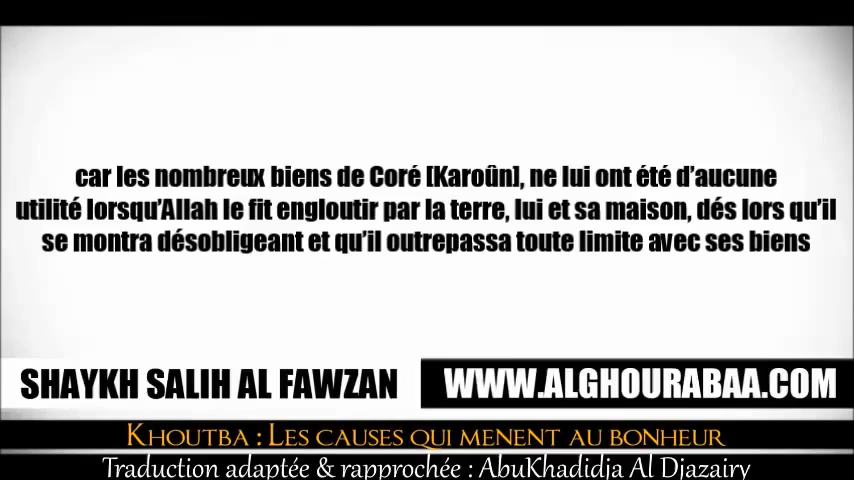 car les nombreux biens de Coré [Karoûn], ne lui ont été d'aucune
utilité lorsqu'Allah le fit engloutir par la terre, lui et sa maison, dés lors qu'il
se montra désobligeant et qu'il outrepassa toute limite avec ses biens
SHAYKH SALIH AL FAWZAN
WWW.ALGHOURABAA.COM
Khoutba : Les causes qui menent au bonheur
Traduction adaptée & rapprochée : AbuKhadidja Al Djazairy